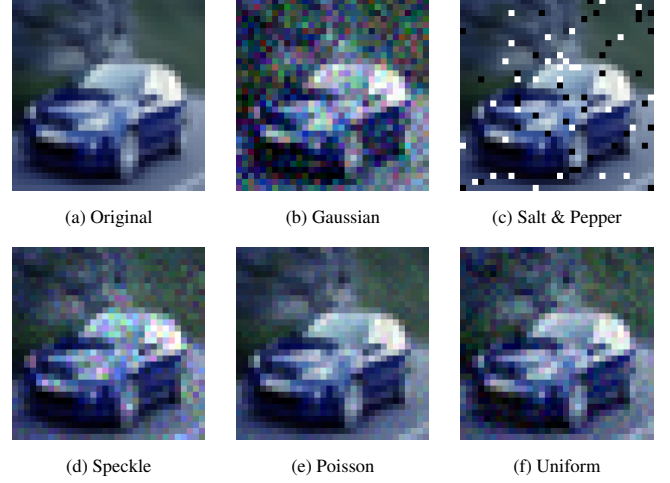 (a) Original
(b) Gaussian
(c) Salt & Pepper
(d) Speckle
(e) Poisson
(f) Uniform